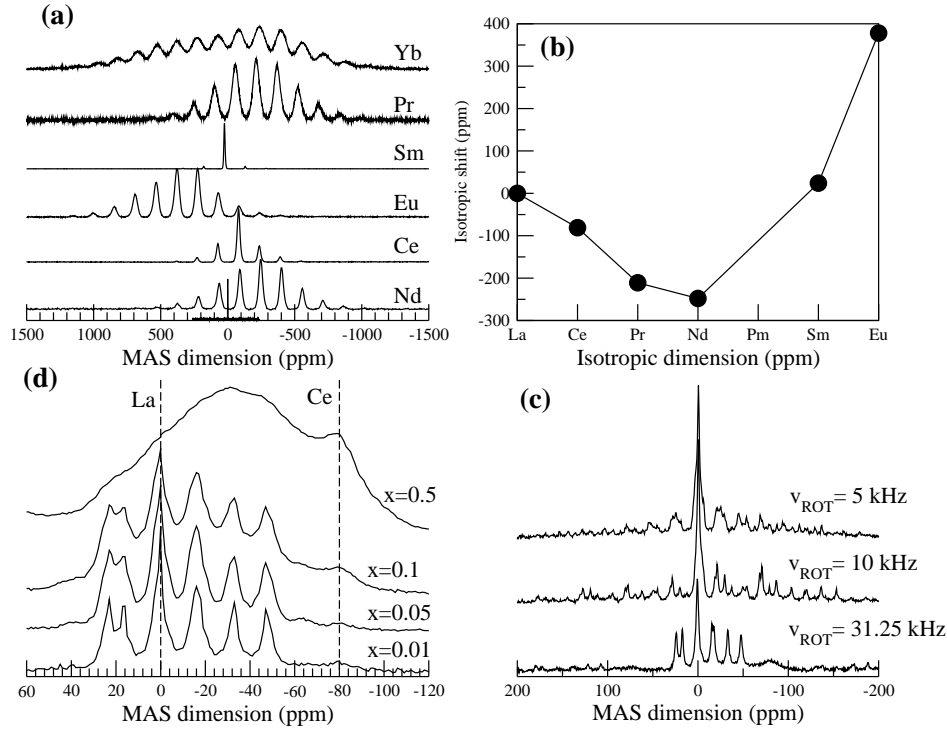 (a)
Yb
Pr
Sm
Eu
Ce
Nd
1500 1000 500 0 -500 -1000 -1500
MAS dimension (ppm)
(b)
400
300
200
100
0
-100
-200
-300
Isotropic shift (ppm)
La Ce Pr Nd Pm Sm Eu
Isotropic dimension (ppm)
(d)
La
Ce
x=0.5
x=0.1
x=0.05
x=0.01
60 40 20 0 -20 -40 -60 -80 -100 -120
MAS dimension (ppm)
(c)
vROT= 5 kHz
vROT= 10 kHz
vROT= 31.25 kHz
200 100 0 -100 -200
MAS dimension (ppm)